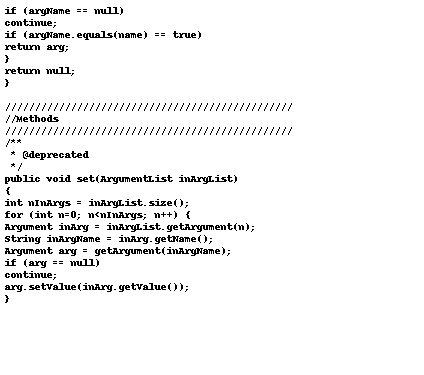 if (argName == null)
continue;
if (argName.equals(name) == true)
return arg;
}
return null;
}

////////////////////////////////////////////////
//Methods
////////////////////////////////////////////////
/**
 * @deprecated
 */
public void set(ArgumentList inArgList)
{
int nInArgs = inArgList.size();
for (int n=0; n<nInArgs; n++) {
Argument inArg = inArgList.getArgument(n);
String inArgName = inArg.getName();
Argument arg = getArgument(inArgName);
if (arg == null)
continue;
arg.setValue(inArg.getValue());
}